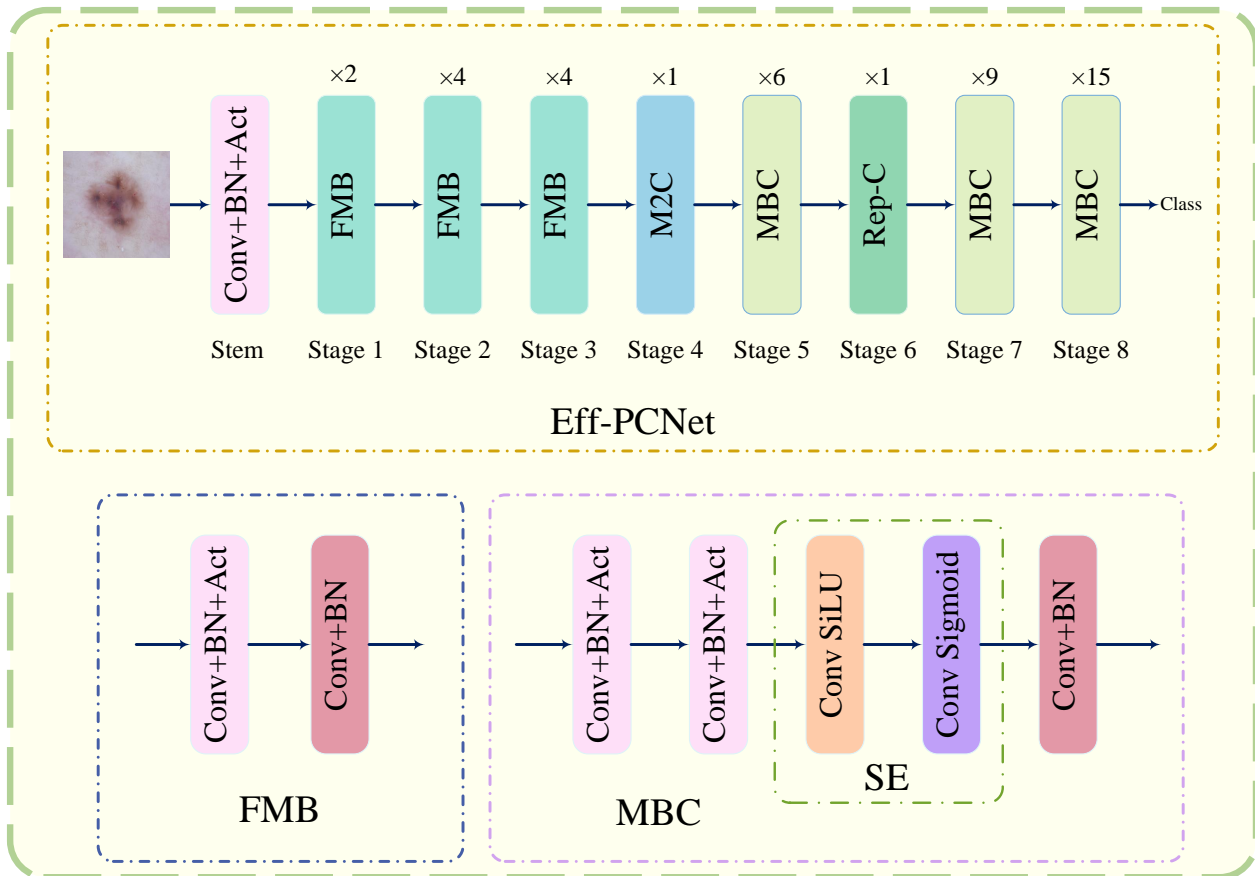 ×2 ×4 ×4 ×1 ×6 ×1 ×9 ×15
Conv+BN+Act FMB FMB FMB M2C MBC Rep-C MBC MBC Class
Stem Stage 1 Stage 2 Stage 3 Stage 4 Stage 5 Stage 6 Stage 7 Stage 8
Eff-PCNet
Conv+BN+Act Conv+BN
FMB
Conv+BN+Act Conv+BN+Act Conv SiLU Conv Sigmoid Conv+BN
SE
MBC